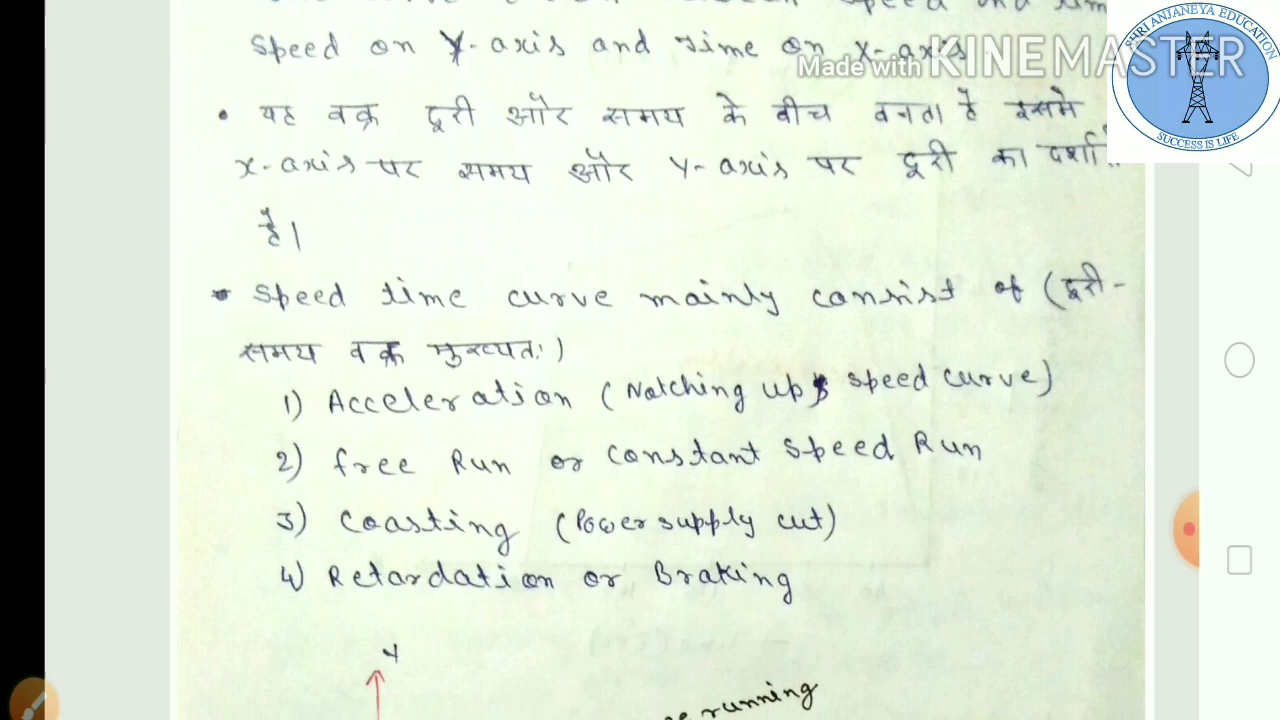 Speed on Y-axis and Time on X-axis
• यह वक्र दूरी और समय के बीच बनता है इसमे
x-axis पर समय और Y-axis पर दूरी का
है।
Speed time curve mainly consist of (दूरी-
समय वक्र मुख्यतः)
1) Acceleration (Notching up speed curve)
2) free Run or constant speed Run
3) Coasting (Power supply cut)
4) Retardation or Braking
Y
running
Made with KINEMASTER
SHRI ANJANEYA EDUCATION
SUCCESS IS LIFE